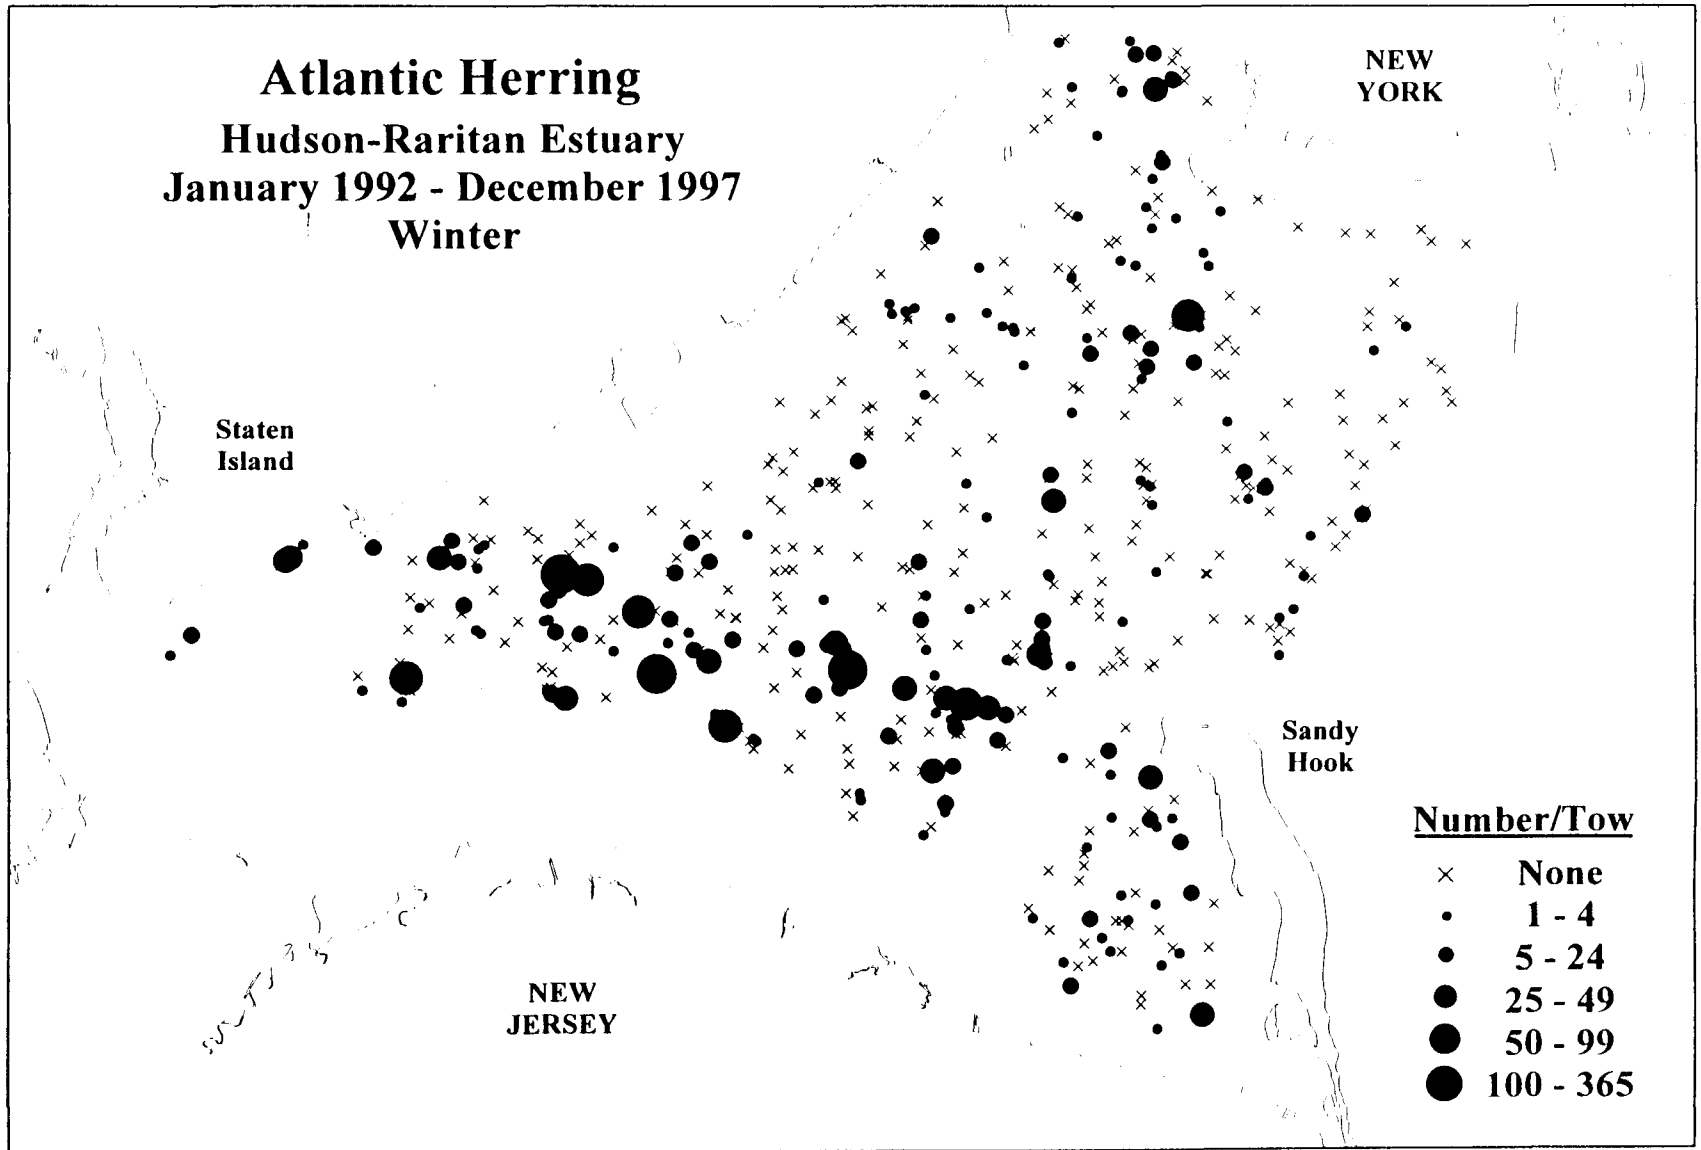 Atlantic Herring
Hudson-Raritan Estuary
January 1992 - December 1997
Winter
NEW
YORK
Staten
Island
Sandy
Hook
NEW
JERSEY
Number/Tow
None
1 - 4
5 - 24
25 - 49
50 - 99
100 - 365